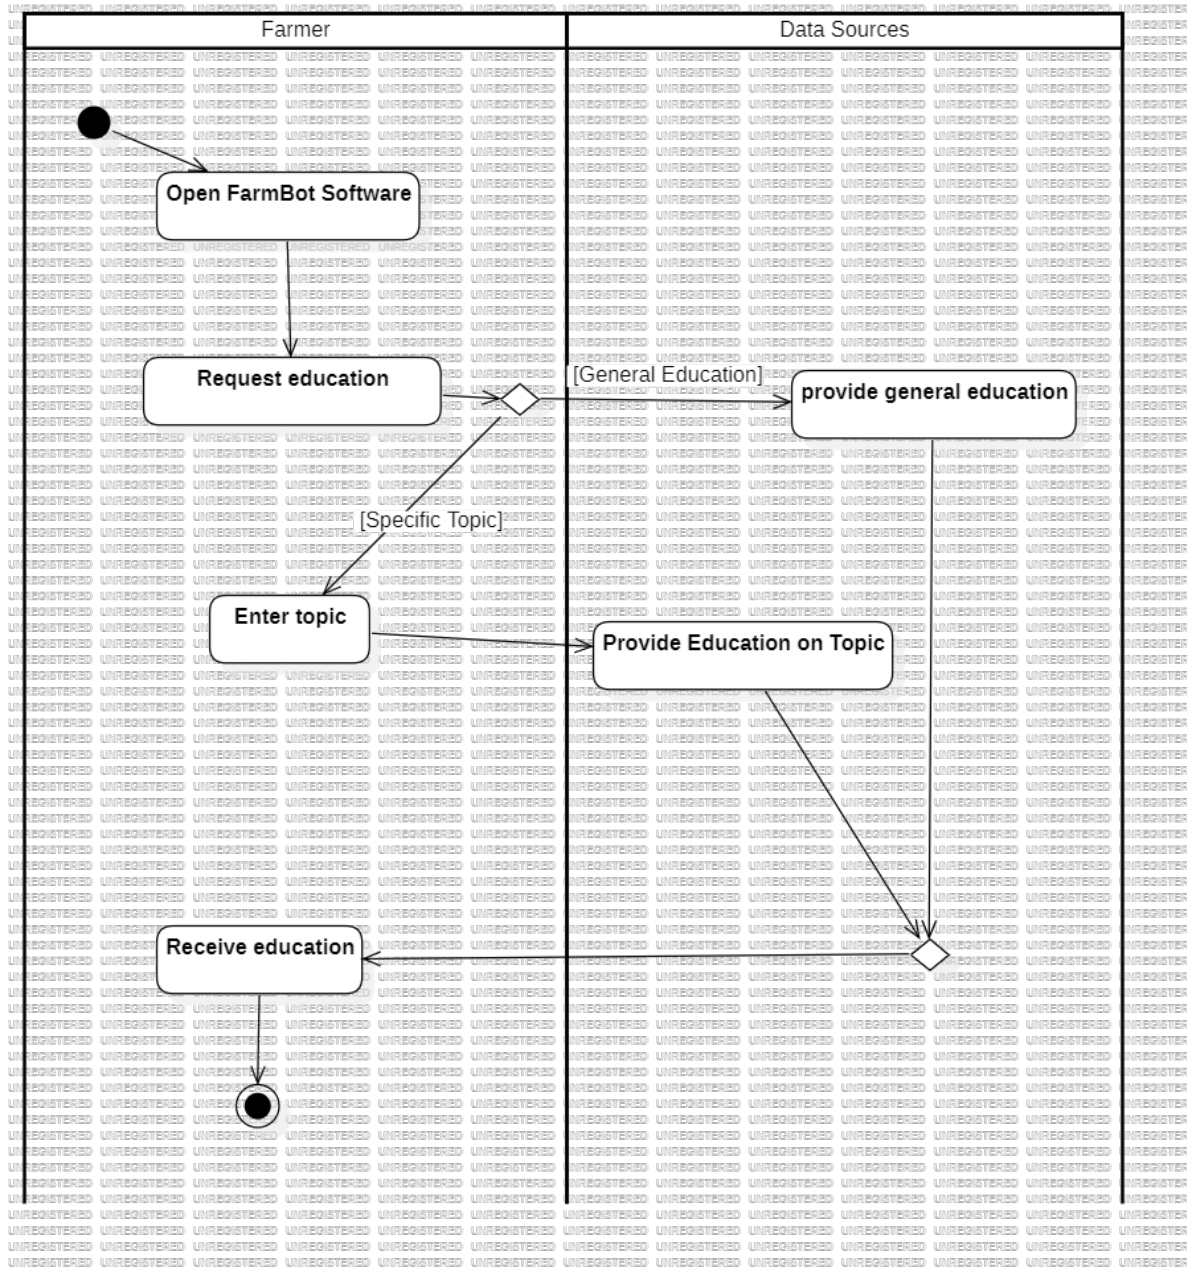 Farmer
Data Sources
Open FarmBot Software
Request education
[General Education]
provide general education
[Specific Topic]
Enter topic
Provide Education on Topic
Receive education
UNREGISTERED